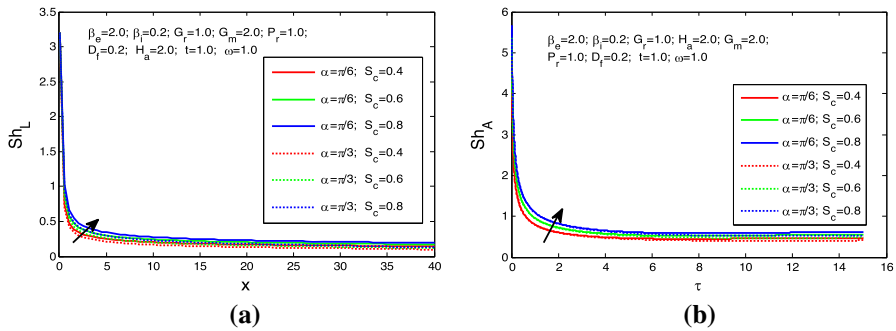 β_e=2.0; β_i=0.2; G_r=1.0; G_m=2.0; P_r=1.0;
D_f=0.2; H_a=2.0; t=1.0; ω=1.0
α=π/6; S_c=0.4
α=π/6; S_c=0.6
α=π/6; S_c=0.8
α=π/3; S_c=0.4
α=π/3; S_c=0.6
α=π/3; S_c=0.8
Sh_L
3.5
3
2.5
2
1.5
1
0.5
0
0 5 10 15 20 25 30 35 40
x
(a)
β_e=2.0; β_i=0.2; G_r=1.0; H_a=2.0; G_m=2.0;
P_r=1.0; D_f=0.2; t=1.0; ω=1.0
α=π/6; S_c=0.4
α=π/6; S_c=0.6
α=π/6; S_c=0.8
α=π/3; S_c=0.4
α=π/3; S_c=0.6
α=π/3; S_c=0.8
Sh_A
6
5
4
3
2
1
0
0 2 4 6 8 10 12 14 16
τ
(b)